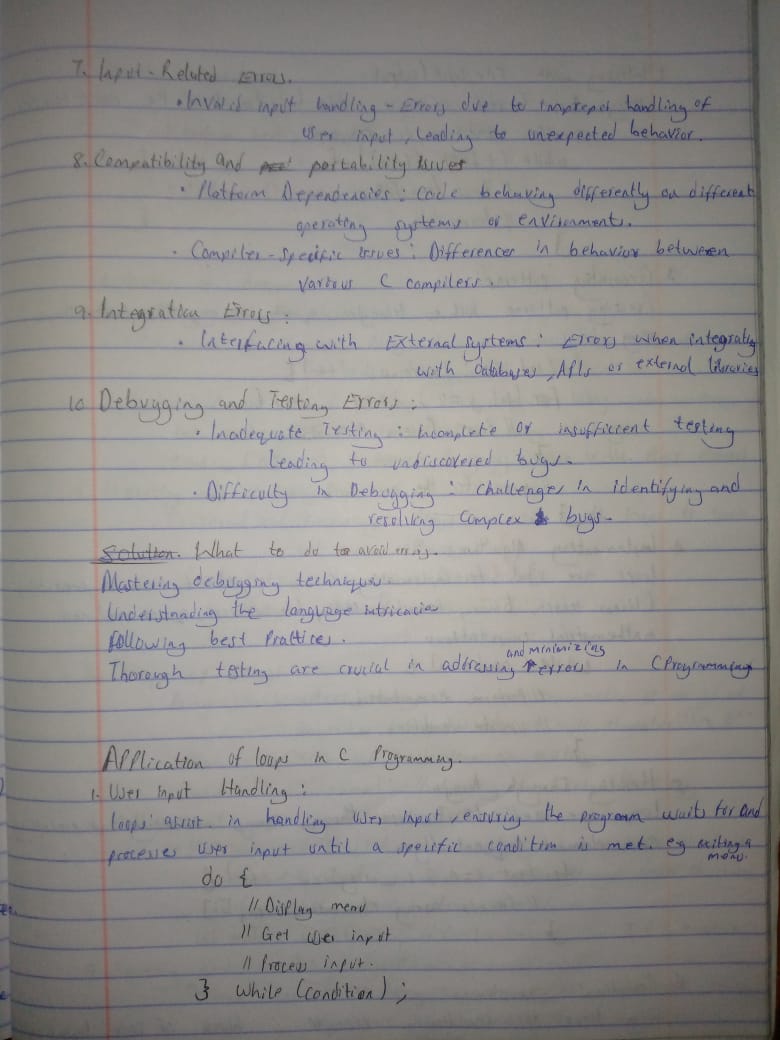 7. Input-Related Errors.
• Invalid input handling - Errors due to improper handling of
user input, leading to unexpected behavior.
8. Compatibility and portability issues
• Platform Dependencies : Code behaving differently on different
operating systems or environments.
• Compiler-Specific issues : Differences in behavior between
various C compilers.
9. Integration Errors :
• Interfacing with External Systems : Errors when integrating
with databases, APIs or external libraries
10 Debugging and Testing Errors :
• Inadequate Testing : Incomplete or insufficient testing
leading to undiscovered bugs.
• Difficulty in Debugging : challenges in identifying and
resolving complex bugs.
Solution. What to do to avoid errors.
Mastering debugging techniques
Understnading the language intricacies
following best Practices.
Thorough testing are crucial in addressing and minimizing errors in C Programming
Application of loops in C Programming.
1. User Input Handling :
loops' assist in handling user input, ensuring the program waits for and
processes user input until a specific condition is met. eg exiting a
menu.
do {
// Display menu
// Get user input
// Process input.
} while (condition) ;